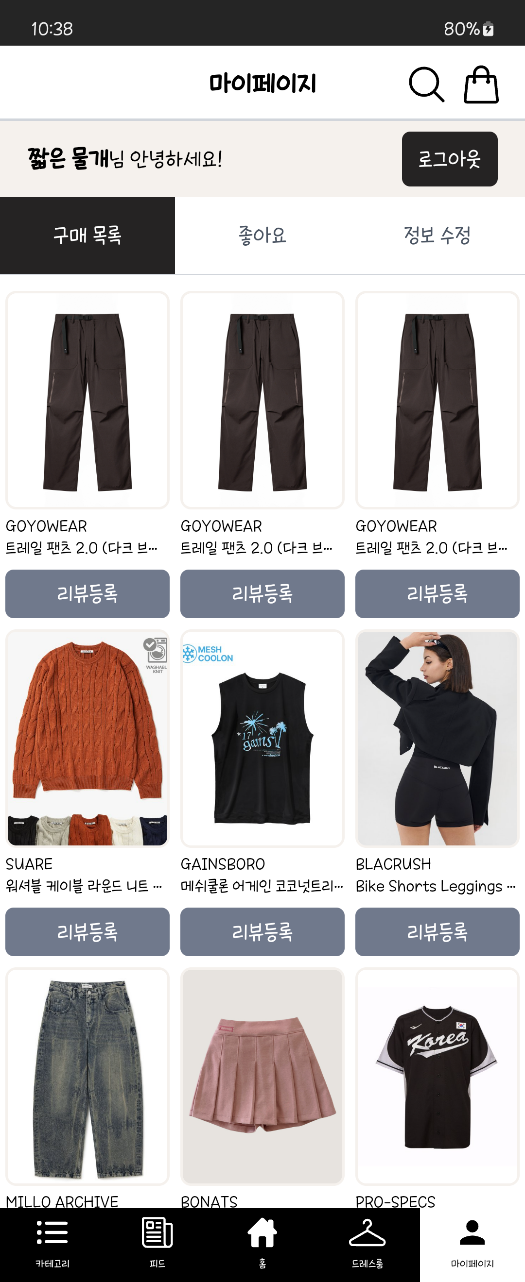 10:38
80%
마이페이지
짧은 물개님 안녕하세요!
로그아웃
구매 목록
좋아요
정보 수정
GOYOWEAR
트레일 팬츠 2.0 (다크 브…
리뷰등록
GOYOWEAR
트레일 팬츠 2.0 (다크 브…
리뷰등록
GOYOWEAR
트레일 팬츠 2.0 (다크 브…
리뷰등록
WASHABLE
KNIT
SUARE
워셔블 케이블 라운드 니트 …
리뷰등록
MESH
COOLON
gains
GAINSBORO
메쉬쿨론 어게인 코코넛트리…
리뷰등록
BLACRUSH
BLACRUSH
Bike Shorts Leggings …
리뷰등록
MILLO ARCHIVE
BONATS
Korea
PRO-SPECS
카테고리
피드
홈
드레스룸
마이페이지